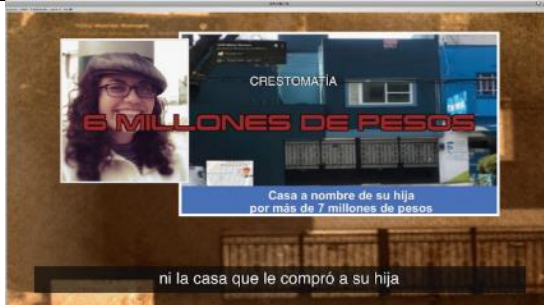 CRESTOMATÍA
6 MILLONES DE PESOS
Casa a nombre de su hija
por más de 7 millones de pesos
ni la casa que le compró a su hija